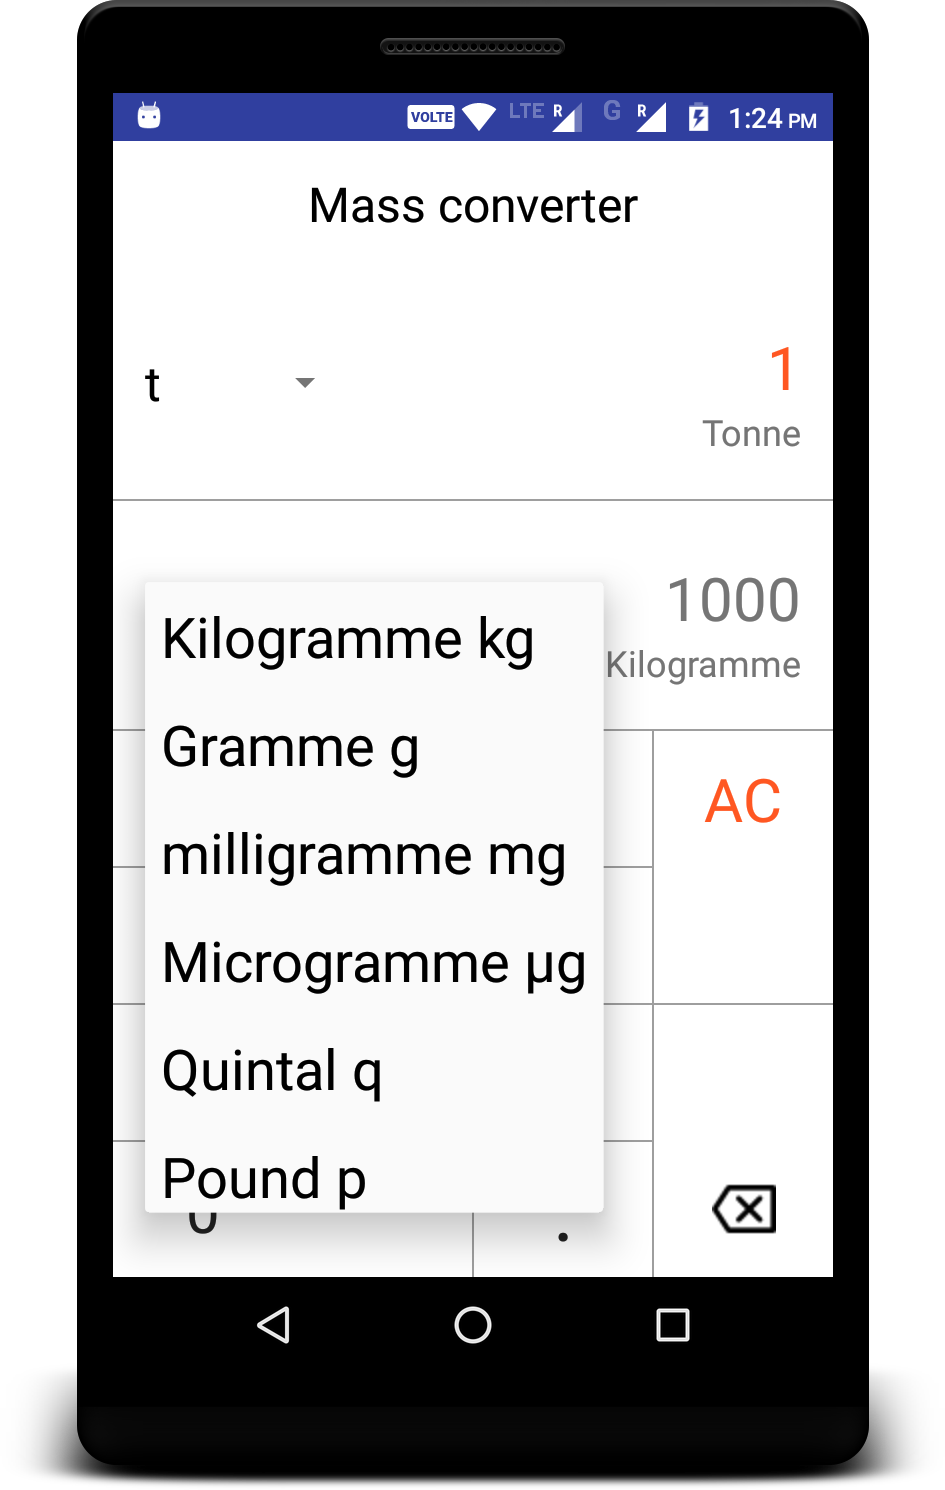 VOLTE LTE R G R 1:24 PM
Mass converter
t
1
Tonne
1000
Kilogramme
Kilogramme kg
Gramme g
milligramme mg
Microgramme µg
Quintal q
Pound p
AC
0 .